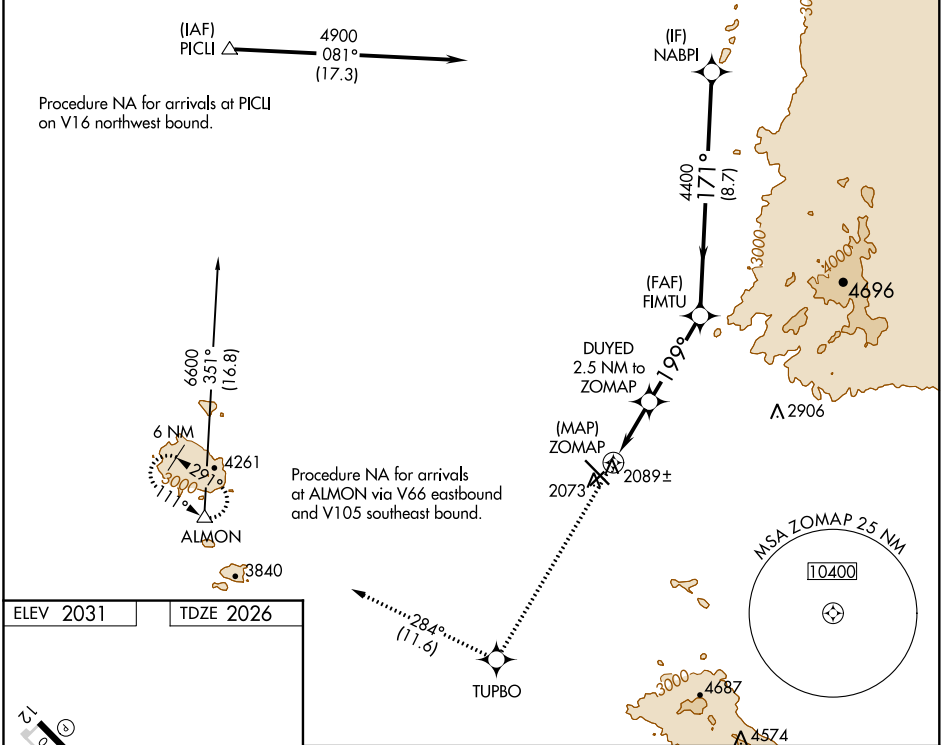 (IAF)
PICLI
4900
081°
(17.3)
(IF)
NABPI
Procedure NA for arrivals at PICLI
on V16 northwest bound.
4400
171°
(8.7)
3000
4000
4696
(FAF)
FIMTU
199°
DUYED
2.5 NM to
ZOMAP
2906
(MAP)
ZOMAP
2073
2089±
6600
351°
(16.8)
6 NM
4261
291°
3000
111°
ALMON
Procedure NA for arrivals
at ALMON via V66 eastbound
and V105 southeast bound.
3840
MSA ZOMAP 25 NM
10400
284°
(11.6)
TUPBO
ELEV 2031
TDZE 2026
3000
4687
4574
12
P